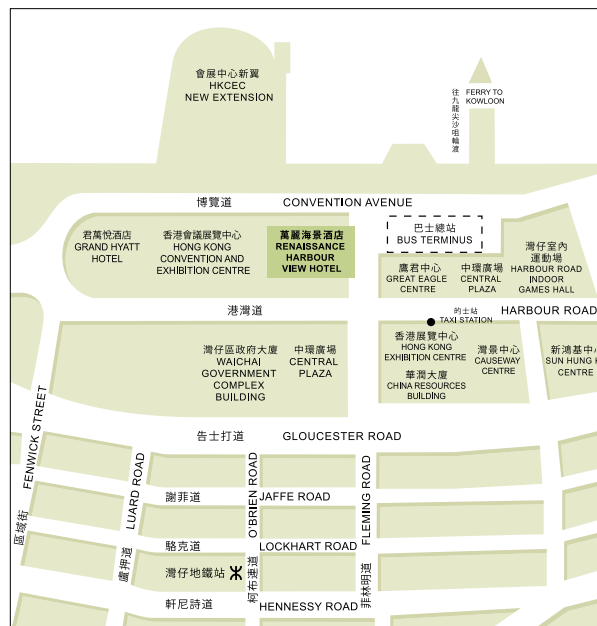 會展中心新翼
HKCEC
NEW EXTENSION
往九龍尖沙咀輪渡
FERRY TO
KOWLOON
博覽道 CONVENTION AVENUE
君萬悅酒店
GRAND HYATT
HOTEL
香港會議展覽中心
HONG KONG
CONVENTION AND
EXHIBITION CENTRE
萬麗海景酒店
RENAISSANCE
HARBOUR
VIEW HOTEL
巴士總站
BUS TERMINUS
鷹君中心
GREAT EAGLE
CENTRE
中環廣場
CENTRAL
PLAZA
灣仔室內
運動場
HARBOUR ROAD
INDOOR
GAMES HALL
港灣道
HARBOUR ROAD
的士站
TAXI STATION
灣仔區政府大廈
WAICHAI
GOVERNMENT
COMPLEX
BUILDING
中環廣場
CENTRAL
PLAZA
香港展覽中心
HONG KONG
EXHIBITION CENTRE
華潤大廈
CHINA RESOURCES
BUILDING
灣景中心
CAUSEWAY
CENTRE
新鴻基中心
SUN HUNG K
CENTRE
告士打道 GLOUCESTER ROAD
區域街 FENWICK STREET
盧押道 LUARD ROAD
柯布連道 O'BRIEN ROAD
菲林明道 FLEMING ROAD
謝菲道 JAFFE ROAD
駱克道 LOCKHART ROAD
灣仔地鐵站
軒尼詩道 HENNESSY ROAD